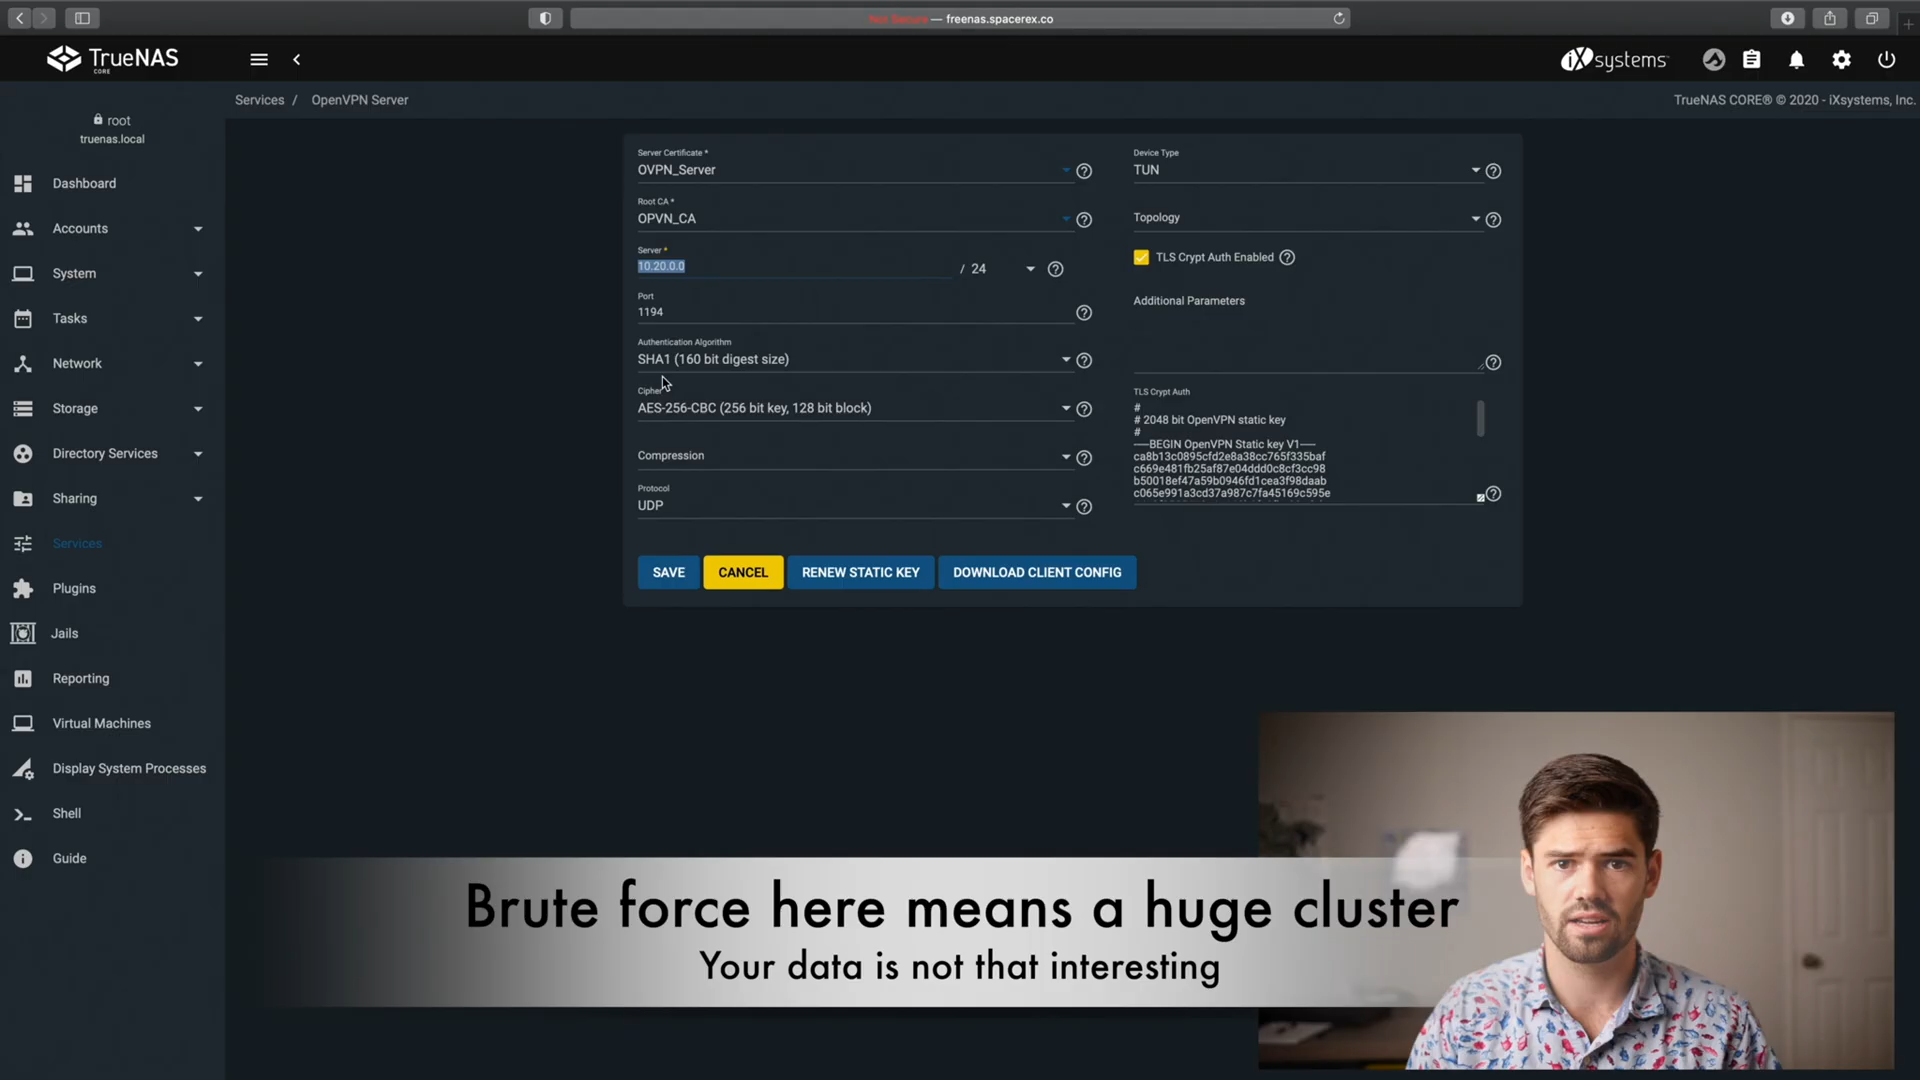 Not Secure — freenas.spacerex.co
TrueNAS
CORE
iXsystems
Services / OpenVPN Server
TrueNAS CORE® © 2020 - iXsystems, Inc.
root
truenas.local
Dashboard
Accounts
System
Tasks
Network
Storage
Directory Services
Sharing
Services
Plugins
Jails
Reporting
Virtual Machines
Display System Processes
Shell
Guide
Server Certificate *
OVPN_Server
Root CA *
OPVN_CA
Server *
10.20.0.0 / 24
Port
1194
Authentication Algorithm
SHA1 (160 bit digest size)
Cipher
AES-256-CBC (256 bit key, 128 bit block)
Compression
Protocol
UDP
Device Type
TUN
Topology
TLS Crypt Auth Enabled
Additional Parameters
TLS Crypt Auth
#
# 2048 bit OpenVPN static key
#
-----BEGIN OpenVPN Static key V1-----
ca8b13c0895cfd2e8a38cc765f335baf
c669e481fb25af87e04ddd0c8cf3cc98
b50018ef47a59b0946fd1cea3f98daab
c065e991a3cd37a987c7fa45169c595e
SAVE
CANCEL
RENEW STATIC KEY
DOWNLOAD CLIENT CONFIG
Brute force here means a huge cluster
Your data is not that interesting